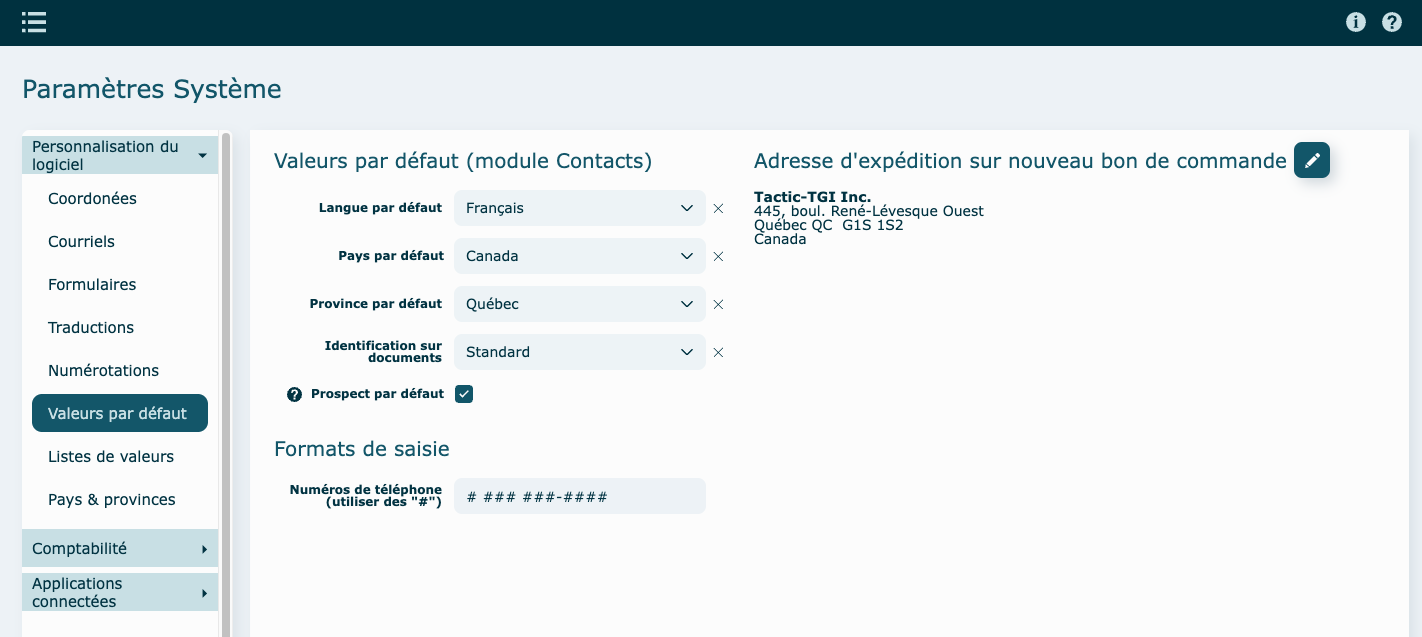 Paramètres Système
Personnalisation du
logiciel
Coordonées
Courriels
Formulaires
Traductions
Numérotations
Valeurs par défaut
Listes de valeurs
Pays & provinces
Comptabilité
Applications
connectées
Valeurs par défaut (module Contacts)
Langue par défaut
Français
Pays par défaut
Canada
Province par défaut
Québec
Identification sur
documents
Standard
Prospect par défaut
Formats de saisie
Numéros de téléphone
(utiliser des "#")
# ### ###-####
Adresse d'expédition sur nouveau bon de commande
Tactic-TGI Inc.
445, boul. René-Lévesque Ouest
Québec QC  G1S 1S2
Canada